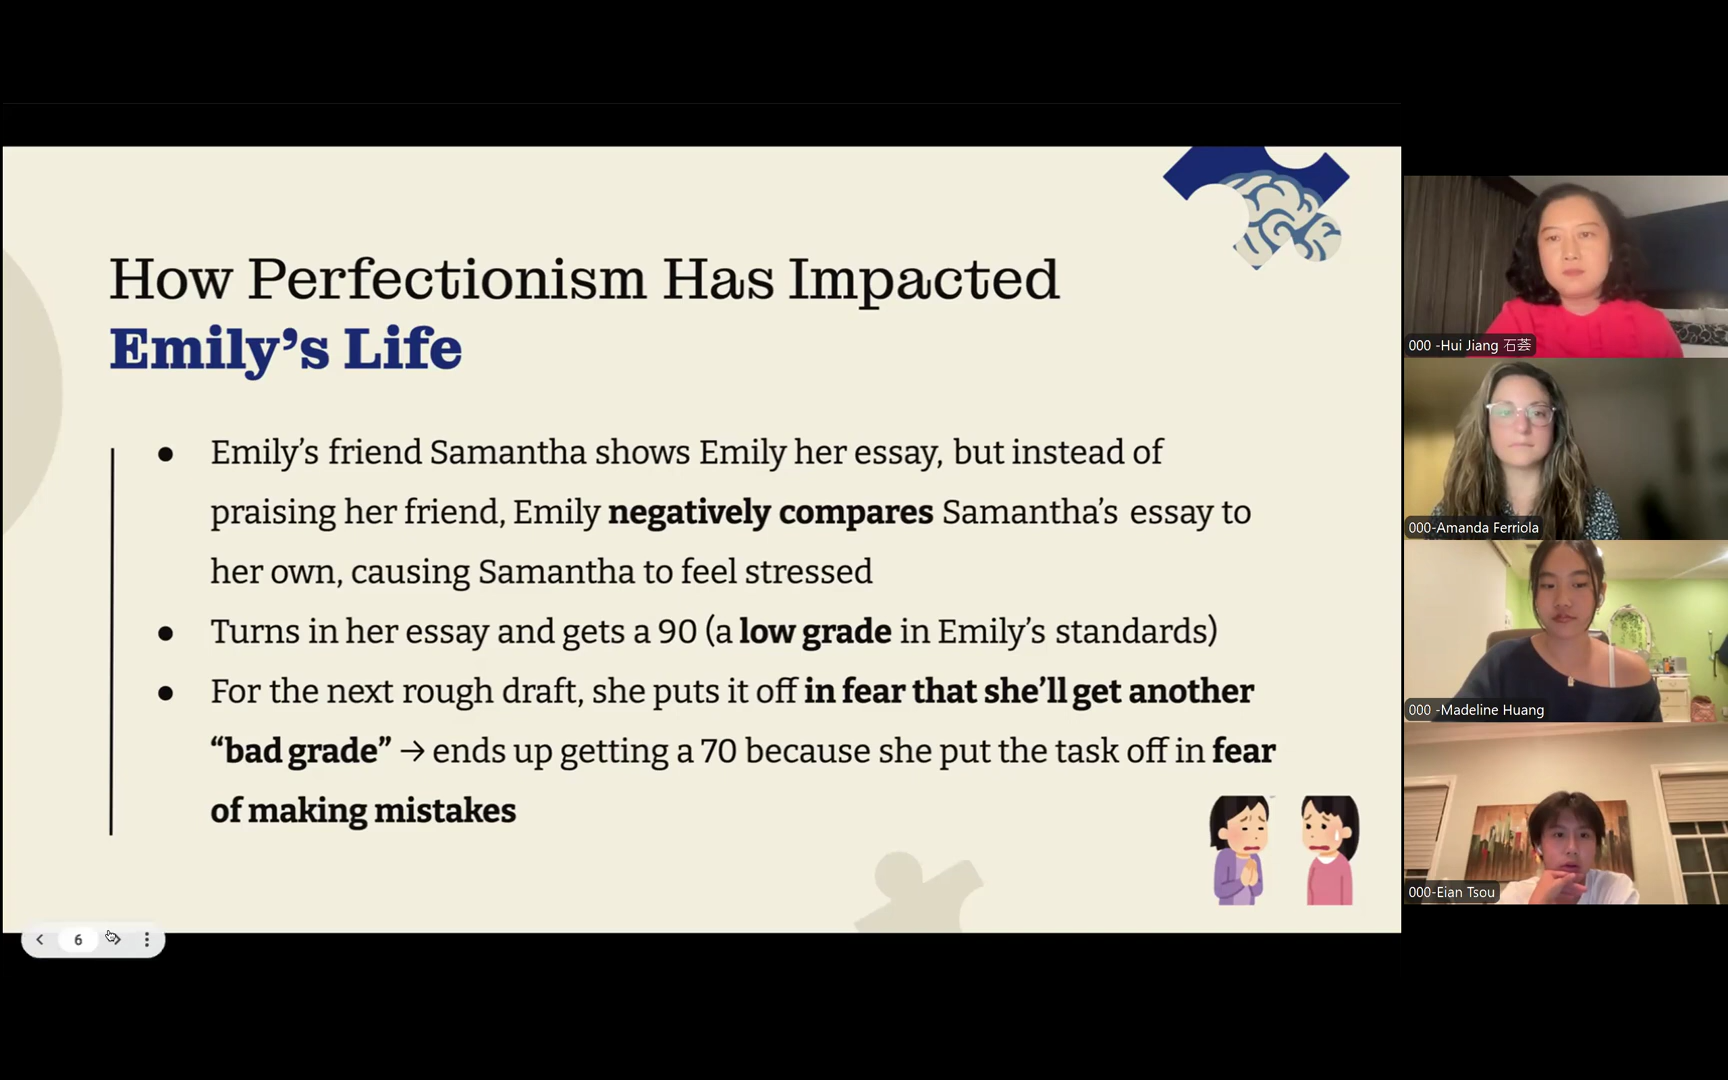 How Perfectionism Has Impacted
Emily’s Life
● Emily’s friend Samantha shows Emily her essay, but instead of
praising her friend, Emily negatively compares Samantha’s essay to
her own, causing Samantha to feel stressed
● Turns in her essay and gets a 90 (a low grade in Emily’s standards)
● For the next rough draft, she puts it off in fear that she’ll get another
“bad grade” → ends up getting a 70 because she put the task off in fear
of making mistakes
6
000 -Hui Jiang 石荟
000-Amanda Ferriola
000 -Madeline Huang
000-Eian Tsou